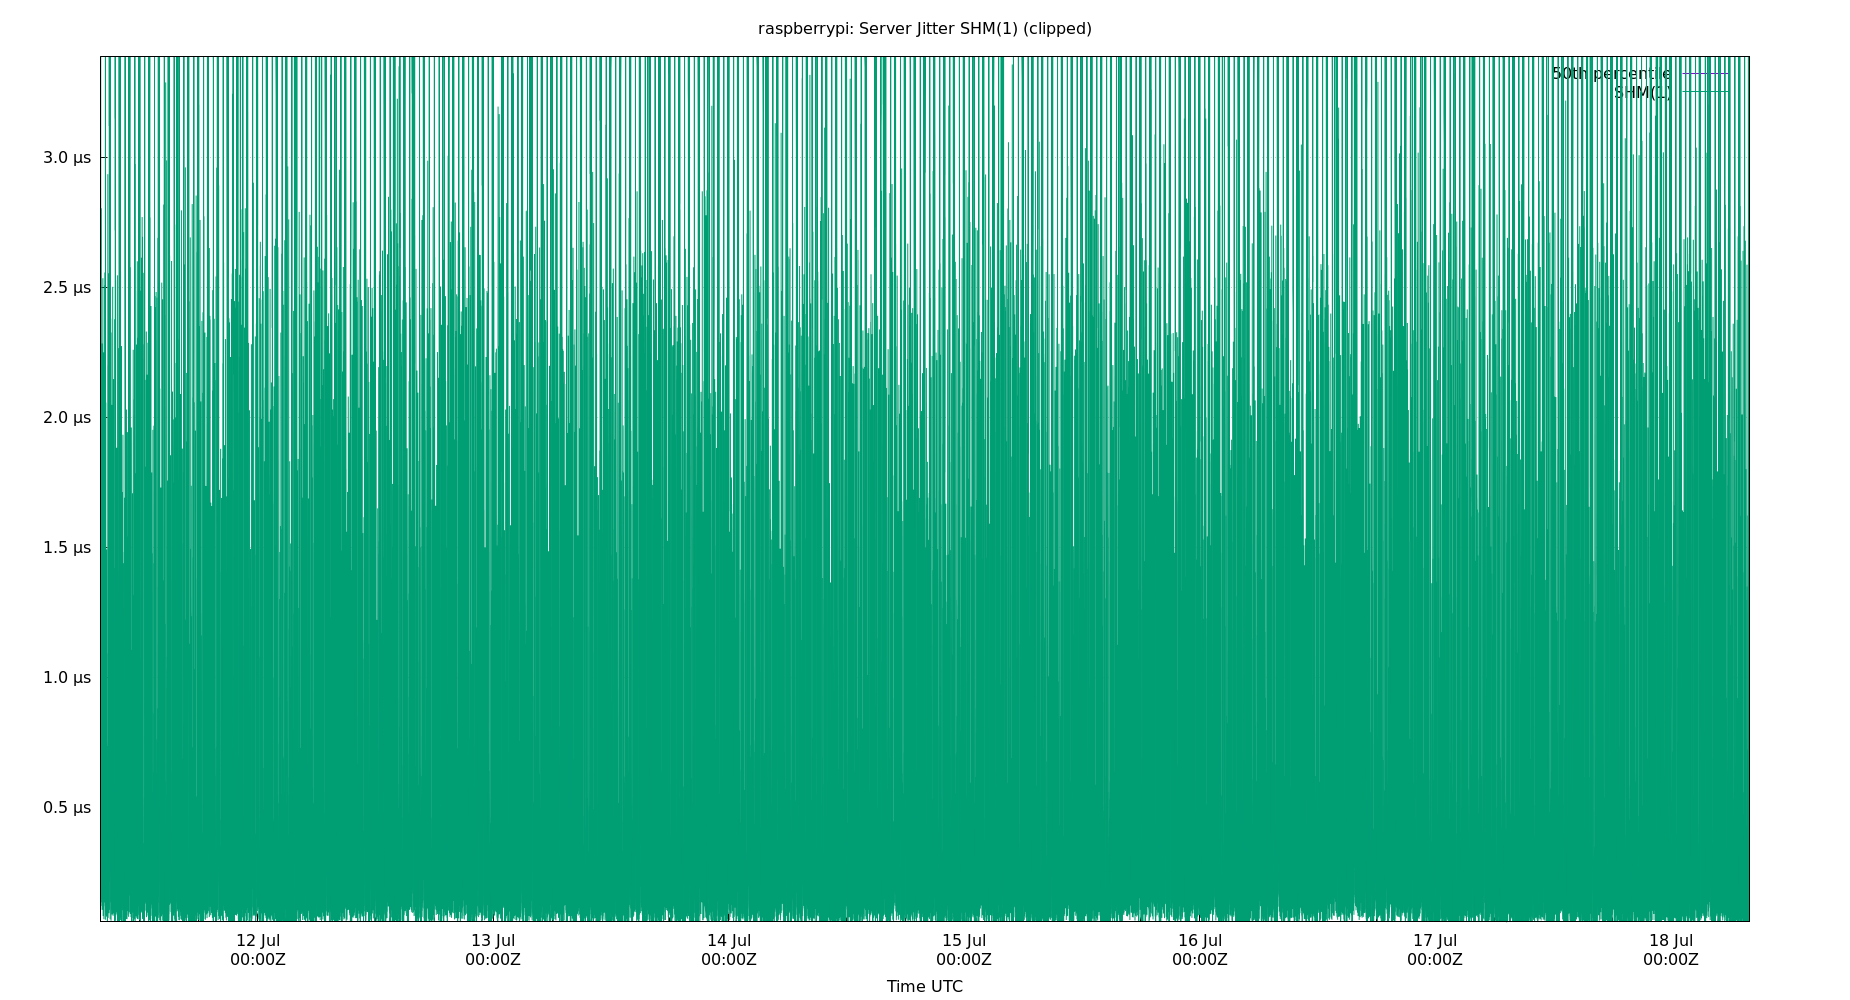 raspberrypi: Server Jitter SHM(1) (clipped)
50th percentile
SHM(1)
3.0 µs
2.5 µs
2.0 µs
1.5 µs
1.0 µs
0.5 µs
12 Jul 13 Jul 14 Jul 15 Jul 16 Jul 17 Jul 18 Jul
00:00Z 00:00Z 00:00Z 00:00Z 00:00Z 00:00Z 00:00Z
Time UTC